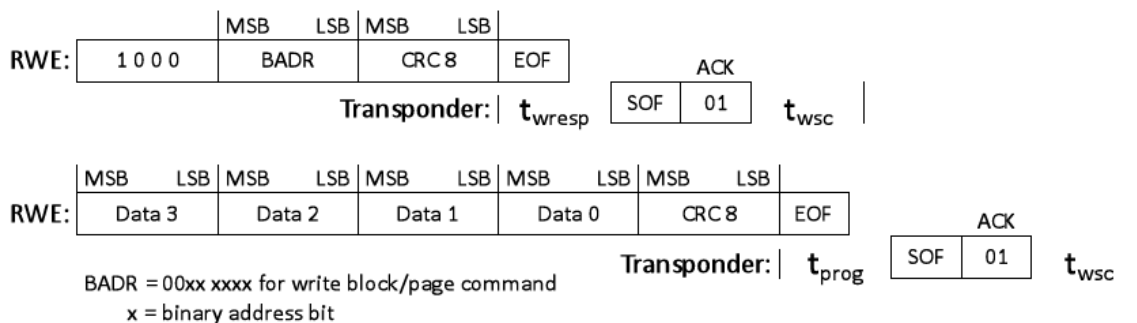 MSB LSB MSB LSB
RWE: 1 0 0 0 BADR CRC 8 EOF
ACK
Transponder: t_wresp SOF 01 t_wsc
MSB LSB MSB LSB MSB LSB MSB LSB MSB LSB
RWE: Data 3 Data 2 Data 1 Data 0 CRC 8 EOF
ACK
Transponder: t_prog SOF 01 t_wsc
BADR = 00xx xxxx for write block/page command
x = binary address bit